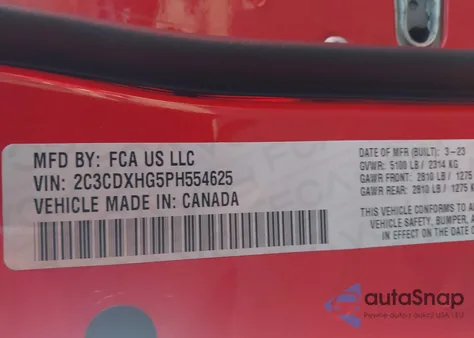 MFD BY: FCA US LLC
VIN: 2C3CDXHG5PH554625
VEHICLE MADE IN: CANADA
DATE OF MFR (BUILT): 3-23
GVWR: 5100 LB / 2314 KG
GAWR FRONT: 2810 LB / 1275
GAWR REAR: 2810 LB / 1275 K
THIS VEHICLE CONFORMS TO A
VEHICLE SAFETY, BUMPER, A
IN EFFECT ON THE DATE O
autoSnap